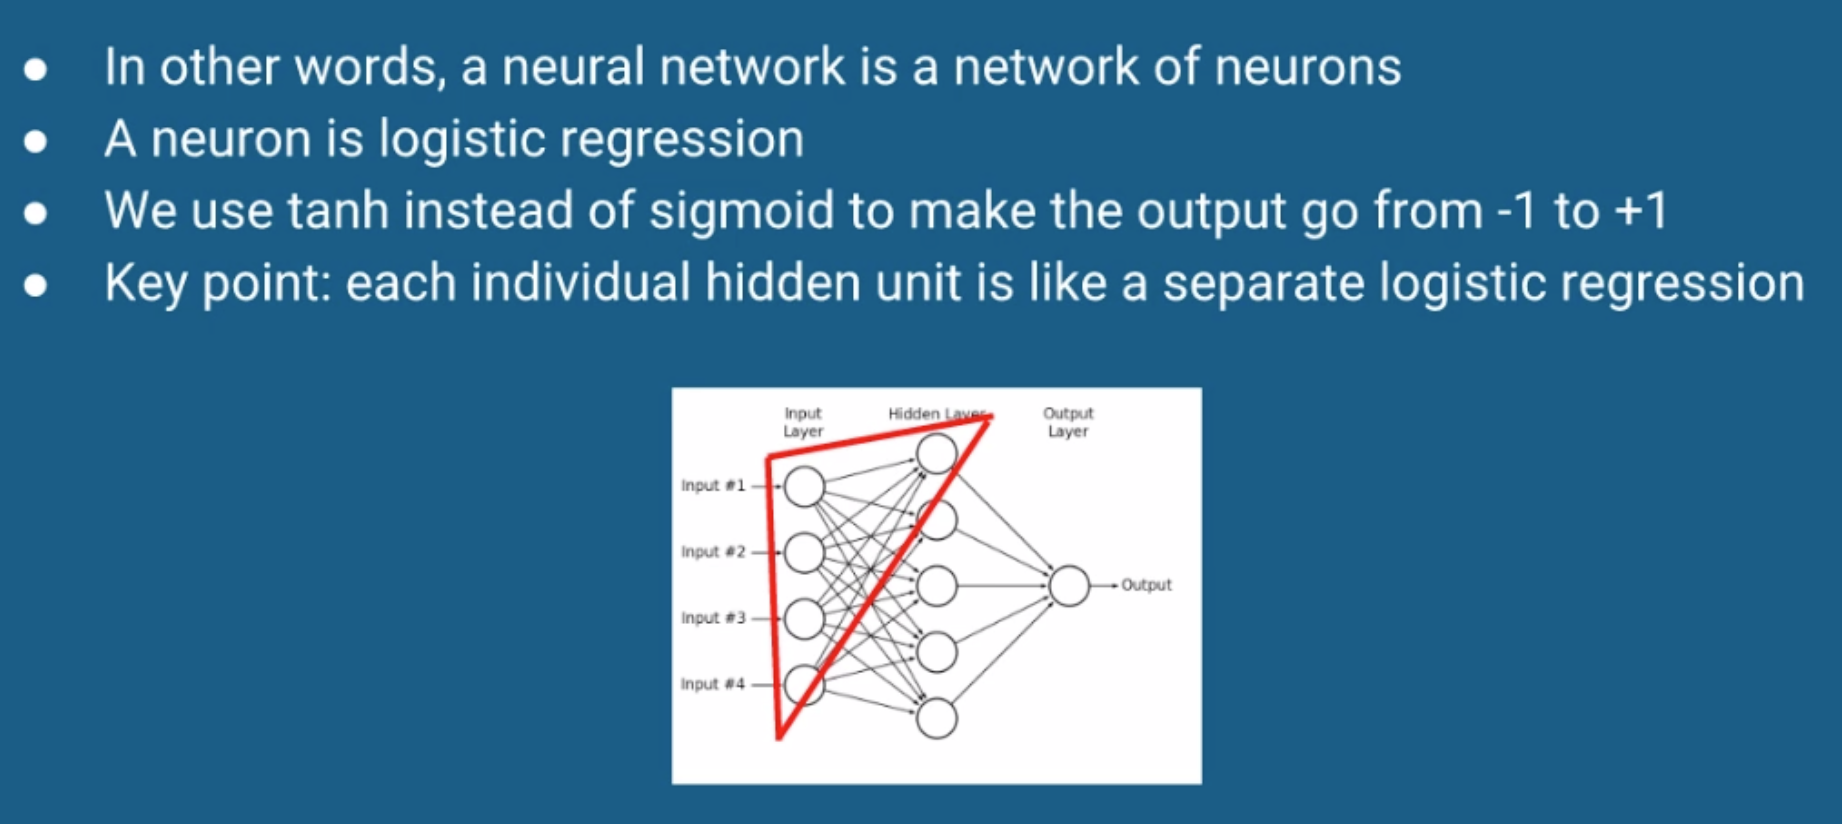 ● In other words, a neural network is a network of neurons
● A neuron is logistic regression
● We use tanh instead of sigmoid to make the output go from -1 to +1
● Key point: each individual hidden unit is like a separate logistic regression
Input
Layer
Hidden Layer
Output
Layer
Input #1
Input #2
Input #3
Input #4
Output